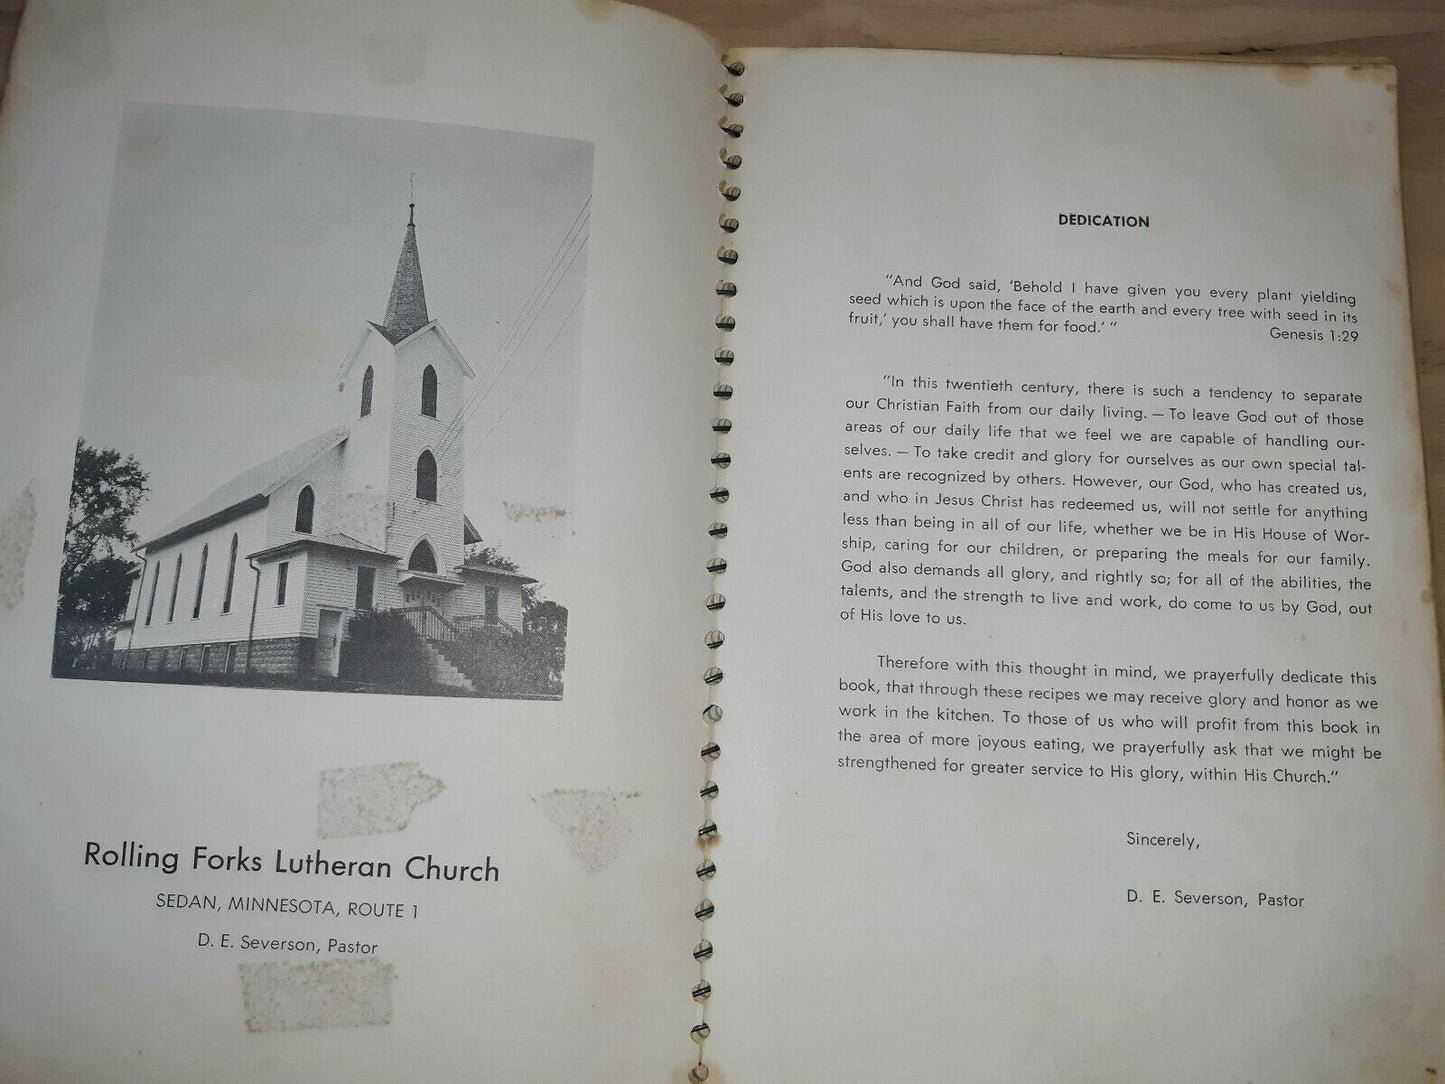 Rolling Forks Lutheran Church
SEDAN, MINNESOTA, ROUTE 1
D. E. Severson, Pastor
DEDICATION
"And God said, 'Behold I have given you every plant yielding
seed which is upon the face of the earth and every tree with seed in its
fruit,' you shall have them for food.' "
Genesis 1:29
"In this twentieth century, there is such a tendency to separate
our Christian Faith from our daily living. — To leave God out of those
areas of our daily life that we feel we are capable of handling our-
selves. — To take credit and glory for ourselves as our own special tal-
ents are recognized by others. However, our God, who has created us,
and who in Jesus Christ has redeemed us, will not settle for anything
less than being in all of our life, whether we be in His House of Wor-
ship, caring for our children, or preparing the meals for our family.
God also demands all glory, and rightly so; for all of the abilities, the
talents, and the strength to live and work, do come to us by God, out
of His love to us.
Therefore with this thought in mind, we prayerfully dedicate this
book, that through these recipes we may receive glory and honor as we
work in the kitchen. To those of us who will profit from this book in
the area of more joyous eating, we prayerfully ask that we might be
strengthened for greater service to His glory, within His Church."
Sincerely,
D. E. Severson, Pastor